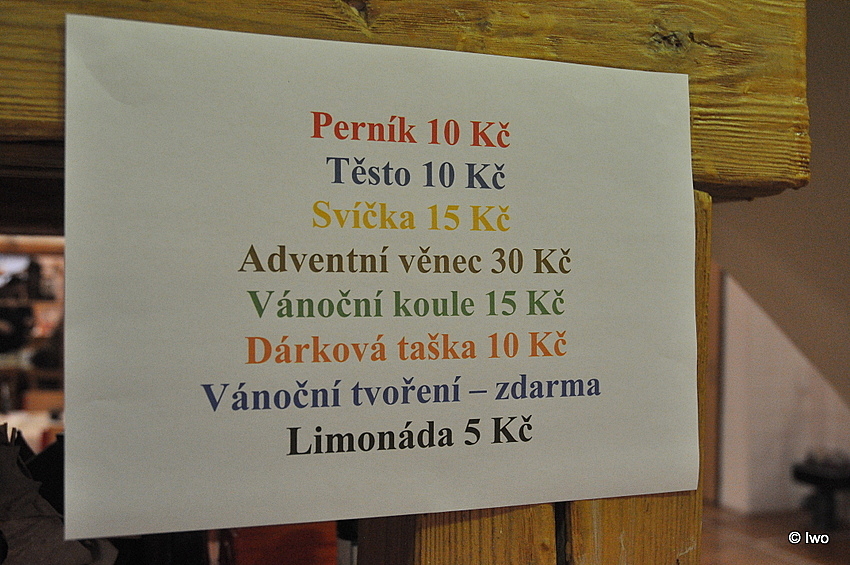 Perník 10 Kč
Těsto 10 Kč
Svíčka 15 Kč
Adventní věnec 30 Kč
Vánoční koule 15 Kč
Dárková taška 10 Kč
Vánoční tvoření – zdarma
Limonáda 5 Kč
© Iwo